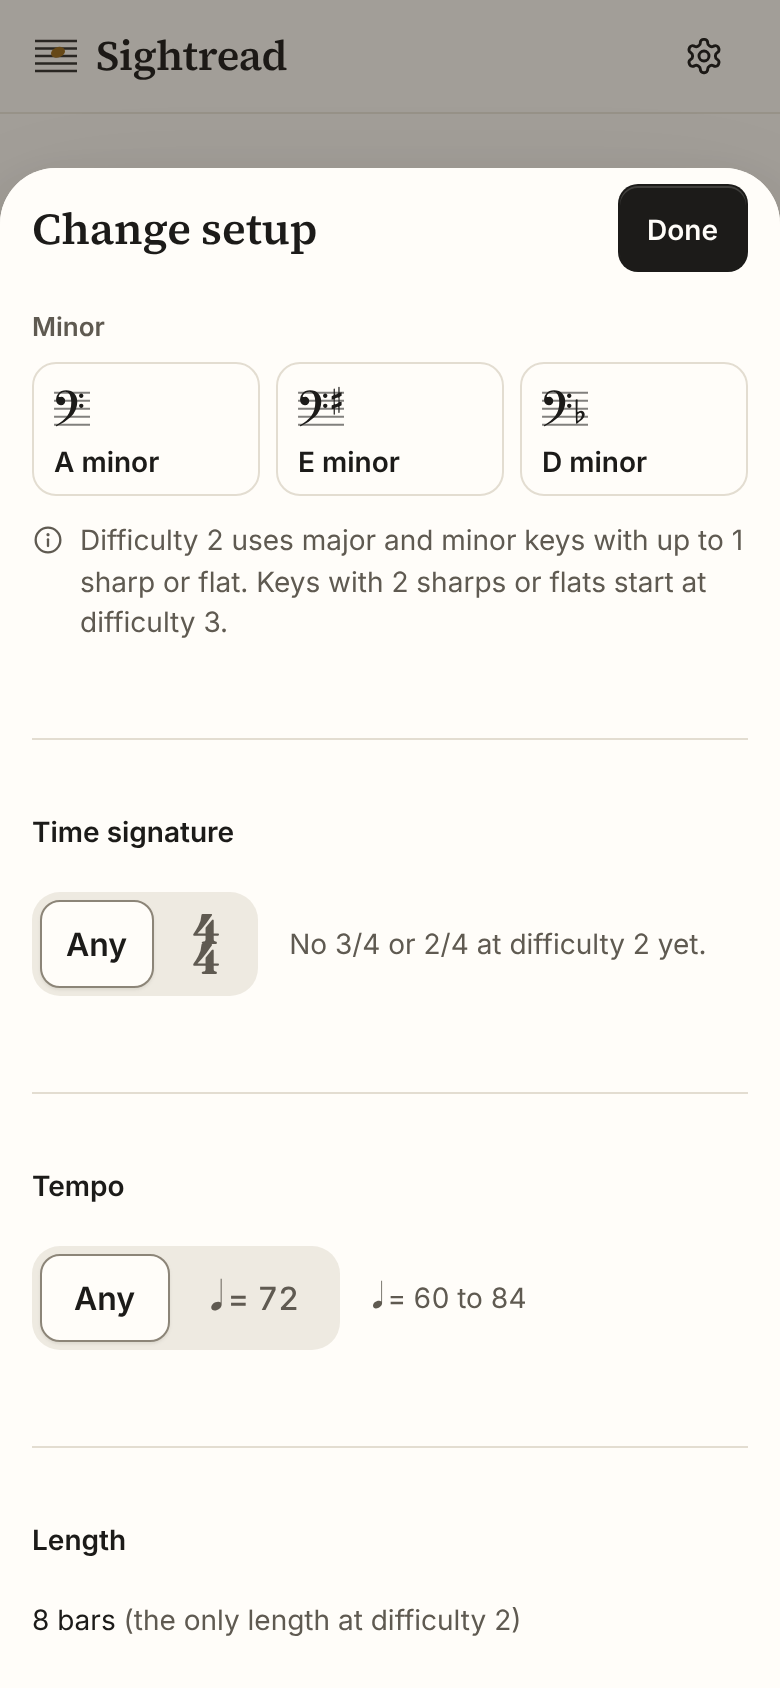 Sightread
Change setup
Done
Minor
A minor
E minor
D minor
Difficulty 2 uses major and minor keys with up to 1
sharp or flat. Keys with 2 sharps or flats start at
difficulty 3.
Time signature
Any
4
4
No 3/4 or 2/4 at difficulty 2 yet.
Tempo
Any
♩= 72
♩= 60 to 84
Length
8 bars (the only length at difficulty 2)